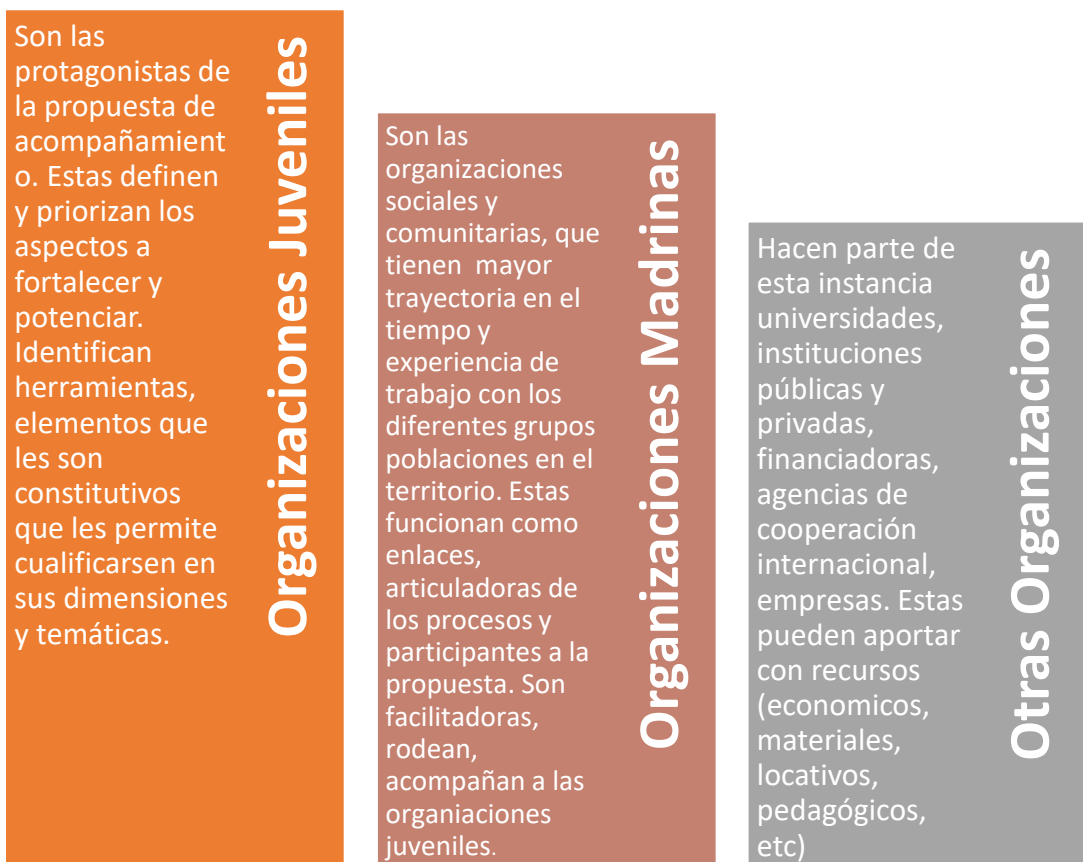 Son las
protagonistas de
la propuesta de
acompañamient
o. Estas definen
y priorizan los
aspectos a
fortalecer y
potenciar.
Identifican
herramientas,
elementos que
les son
constitutivos
que les permite
cualificarsen en
sus dimensiones
y temáticas.
Organizaciones Juveniles
Son las
organizaciones
sociales y
comunitarias, que
tienen mayor
trayectoria en el
tiempo y
experiencia de
trabajo con los
diferentes grupos
poblaciones en el
territorio. Estas
funcionan como
enlaces,
articuladoras de
los procesos y
participantes a la
propuesta. Son
facilitadoras,
rodean,
acompañan a las
organiaciones
juveniles.
Organizaciones Madrinas
Hacen parte de
esta instancia
universidades,
instituciones
públicas y
privadas,
financiadoras,
agencias de
cooperación
internacional,
empresas. Estas
pueden aportar
con recursos
(economicos,
materiales,
locativos,
pedagógicos,
etc)
Otras Organizaciones